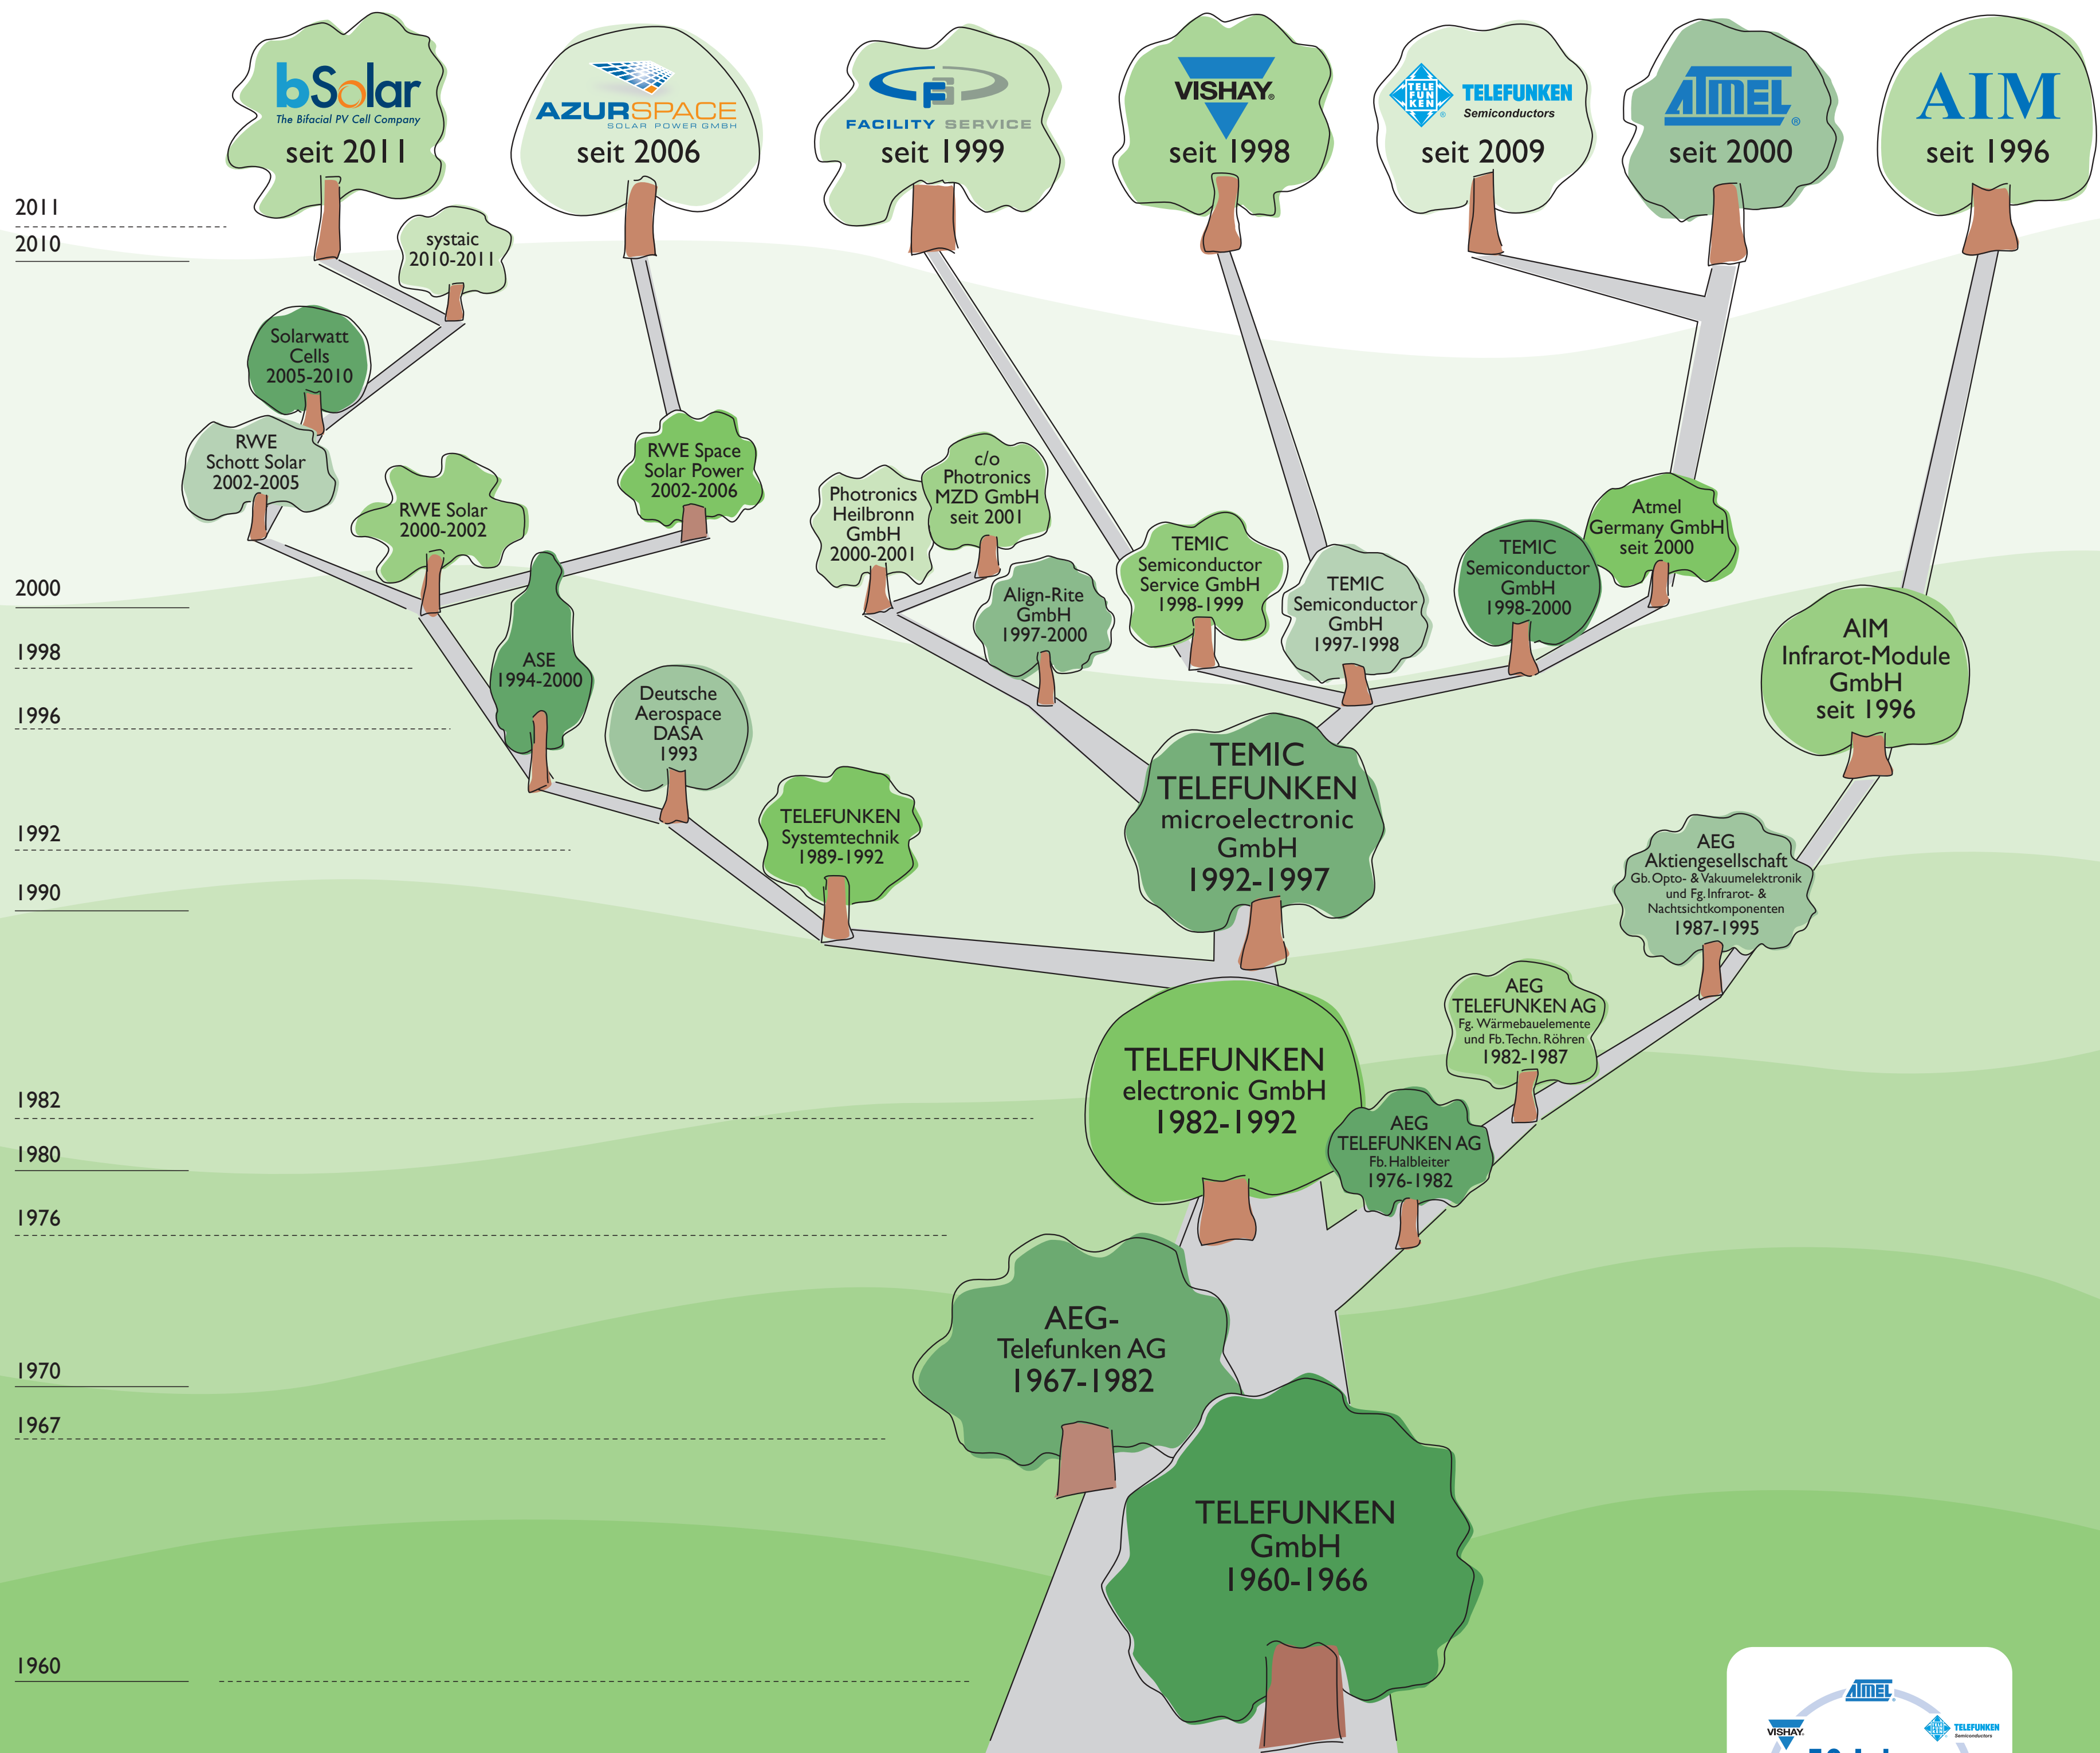 bSolar
The Bifacial PV Cell Company
seit 2011
AZURSPACE
SOLAR POWER GMBH
seit 2006
FS
FACILITY SERVICE
seit 1999
VISHAY®
seit 1998
TELE
FUN
KEN
®
TELEFUNKEN
Semiconductors
seit 2009
ATMEL®
seit 2000
AIM
seit 1996
2011
2010
systaic
2010-2011
Solarwatt
Cells
2005-2010
RWE
Schott Solar
2002-2005
RWE Solar
2000-2002
RWE Space
Solar Power
2002-2006
Photronics
Heilbronn
GmbH
2000-2001
c/o
Photronics
MZD GmbH
seit 2001
Align-Rite
GmbH
1997-2000
TEMIC
Semiconductor
Service GmbH
1998-1999
TEMIC
Semiconductor
GmbH
1997-1998
TEMIC
Semiconductor
GmbH
1998-2000
Atmel
Germany GmbH
seit 2000
AIM
Infrarot-Module
GmbH
seit 1996
2000
1998
1996
ASE
1994-2000
Deutsche
Aerospace
DASA
1993
TELEFUNKEN
Systemtechnik
1989-1992
TEMIC
TELEFUNKEN
microelectronic
GmbH
1992-1997
AEG
Aktiengesellschaft
Gb. Opto- & Vakuumelektronik
und Fg. Infrarot- &
Nachtsichtkomponenten
1987-1995
1992
1990
AEG
TELEFUNKEN AG
Fg. Wärmebauelemente
und Fb. Techn. Röhren
1982-1987
TELEFUNKEN
electronic GmbH
1982-1992
AEG
TELEFUNKEN AG
Fb. Halbleiter
1976-1982
1982
1980
1976
AEG-
Telefunken AG
1967-1982
1970
1967
TELEFUNKEN
GmbH
1960-1966
1960
ATMEL
VISHAY
TELEFUNKEN
Semiconductors